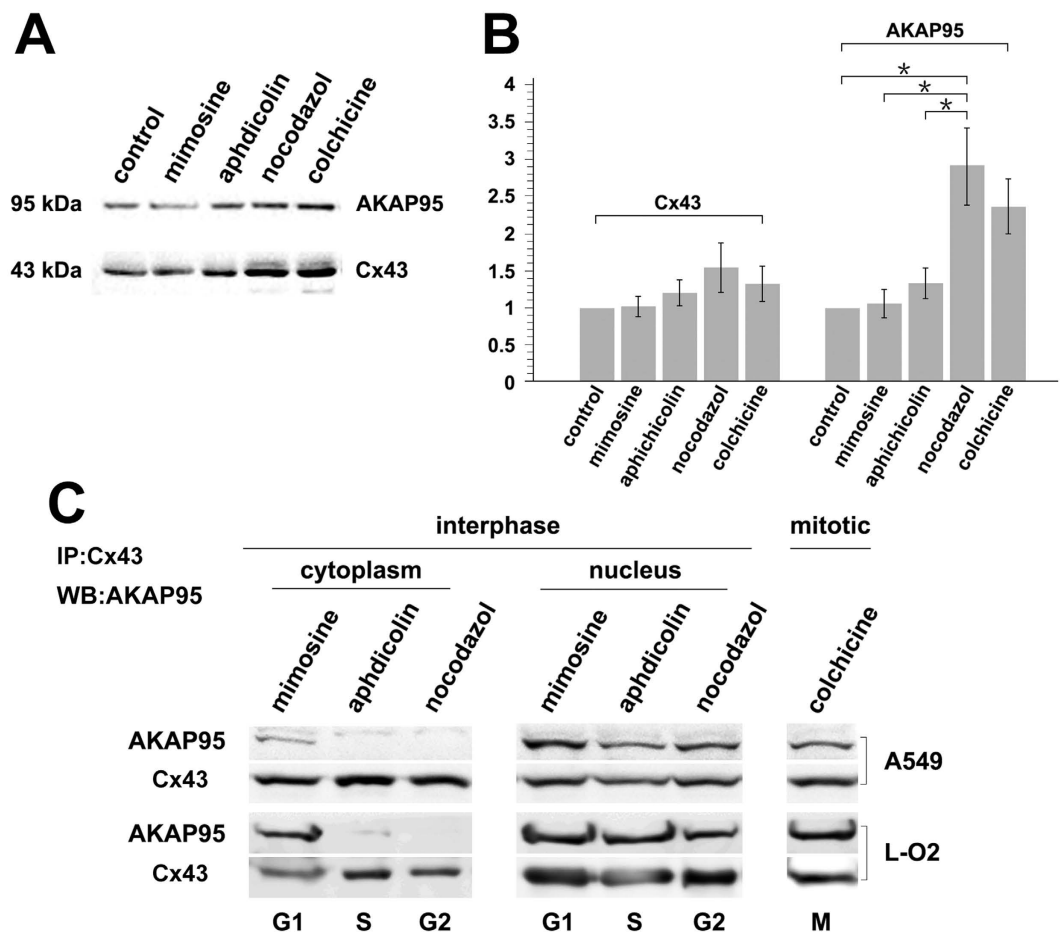 A
control
mimosine
aphdicolin
nocodazol
colchicine
95 kDa
AKAP95
43 kDa
Cx43
B
AKAP95
*
*
*
Cx43
4
3.5
3
2.5
2
1.5
1
0.5
0
control
mimosine
aphichicolin
nocodazol
colchicine
control
mimosine
aphichicolin
nocodazol
colchicine
C
IP:Cx43
WB:AKAP95
interphase
mitotic
cytoplasm
nucleus
mimosine
aphdicolin
nocodazol
mimosine
aphdicolin
nocodazol
colchicine
AKAP95
Cx43
A549
AKAP95
Cx43
L-O2
G1 S G2 G1 S G2 M